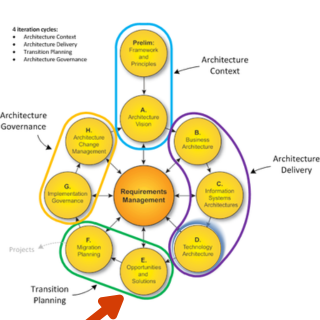 4 iteration cycles:
• Architecture Context
• Architecture Delivery
• Transition Planning
• Architecture Governance
Prelim:
Framework
and
Principles
Architecture
Context
A.
Architecture
Vision
Architecture
Governance
H.
Architecture
Change
Management
B.
Business
Architecture
Architecture
Delivery
G.
Implementation
Governance
Requirements
Management
C.
Information
Systems
Architectures
Projects
F.
Migration
Planning
D.
Technology
Architecture
E.
Opportunities
and
Solutions
Transition
Planning